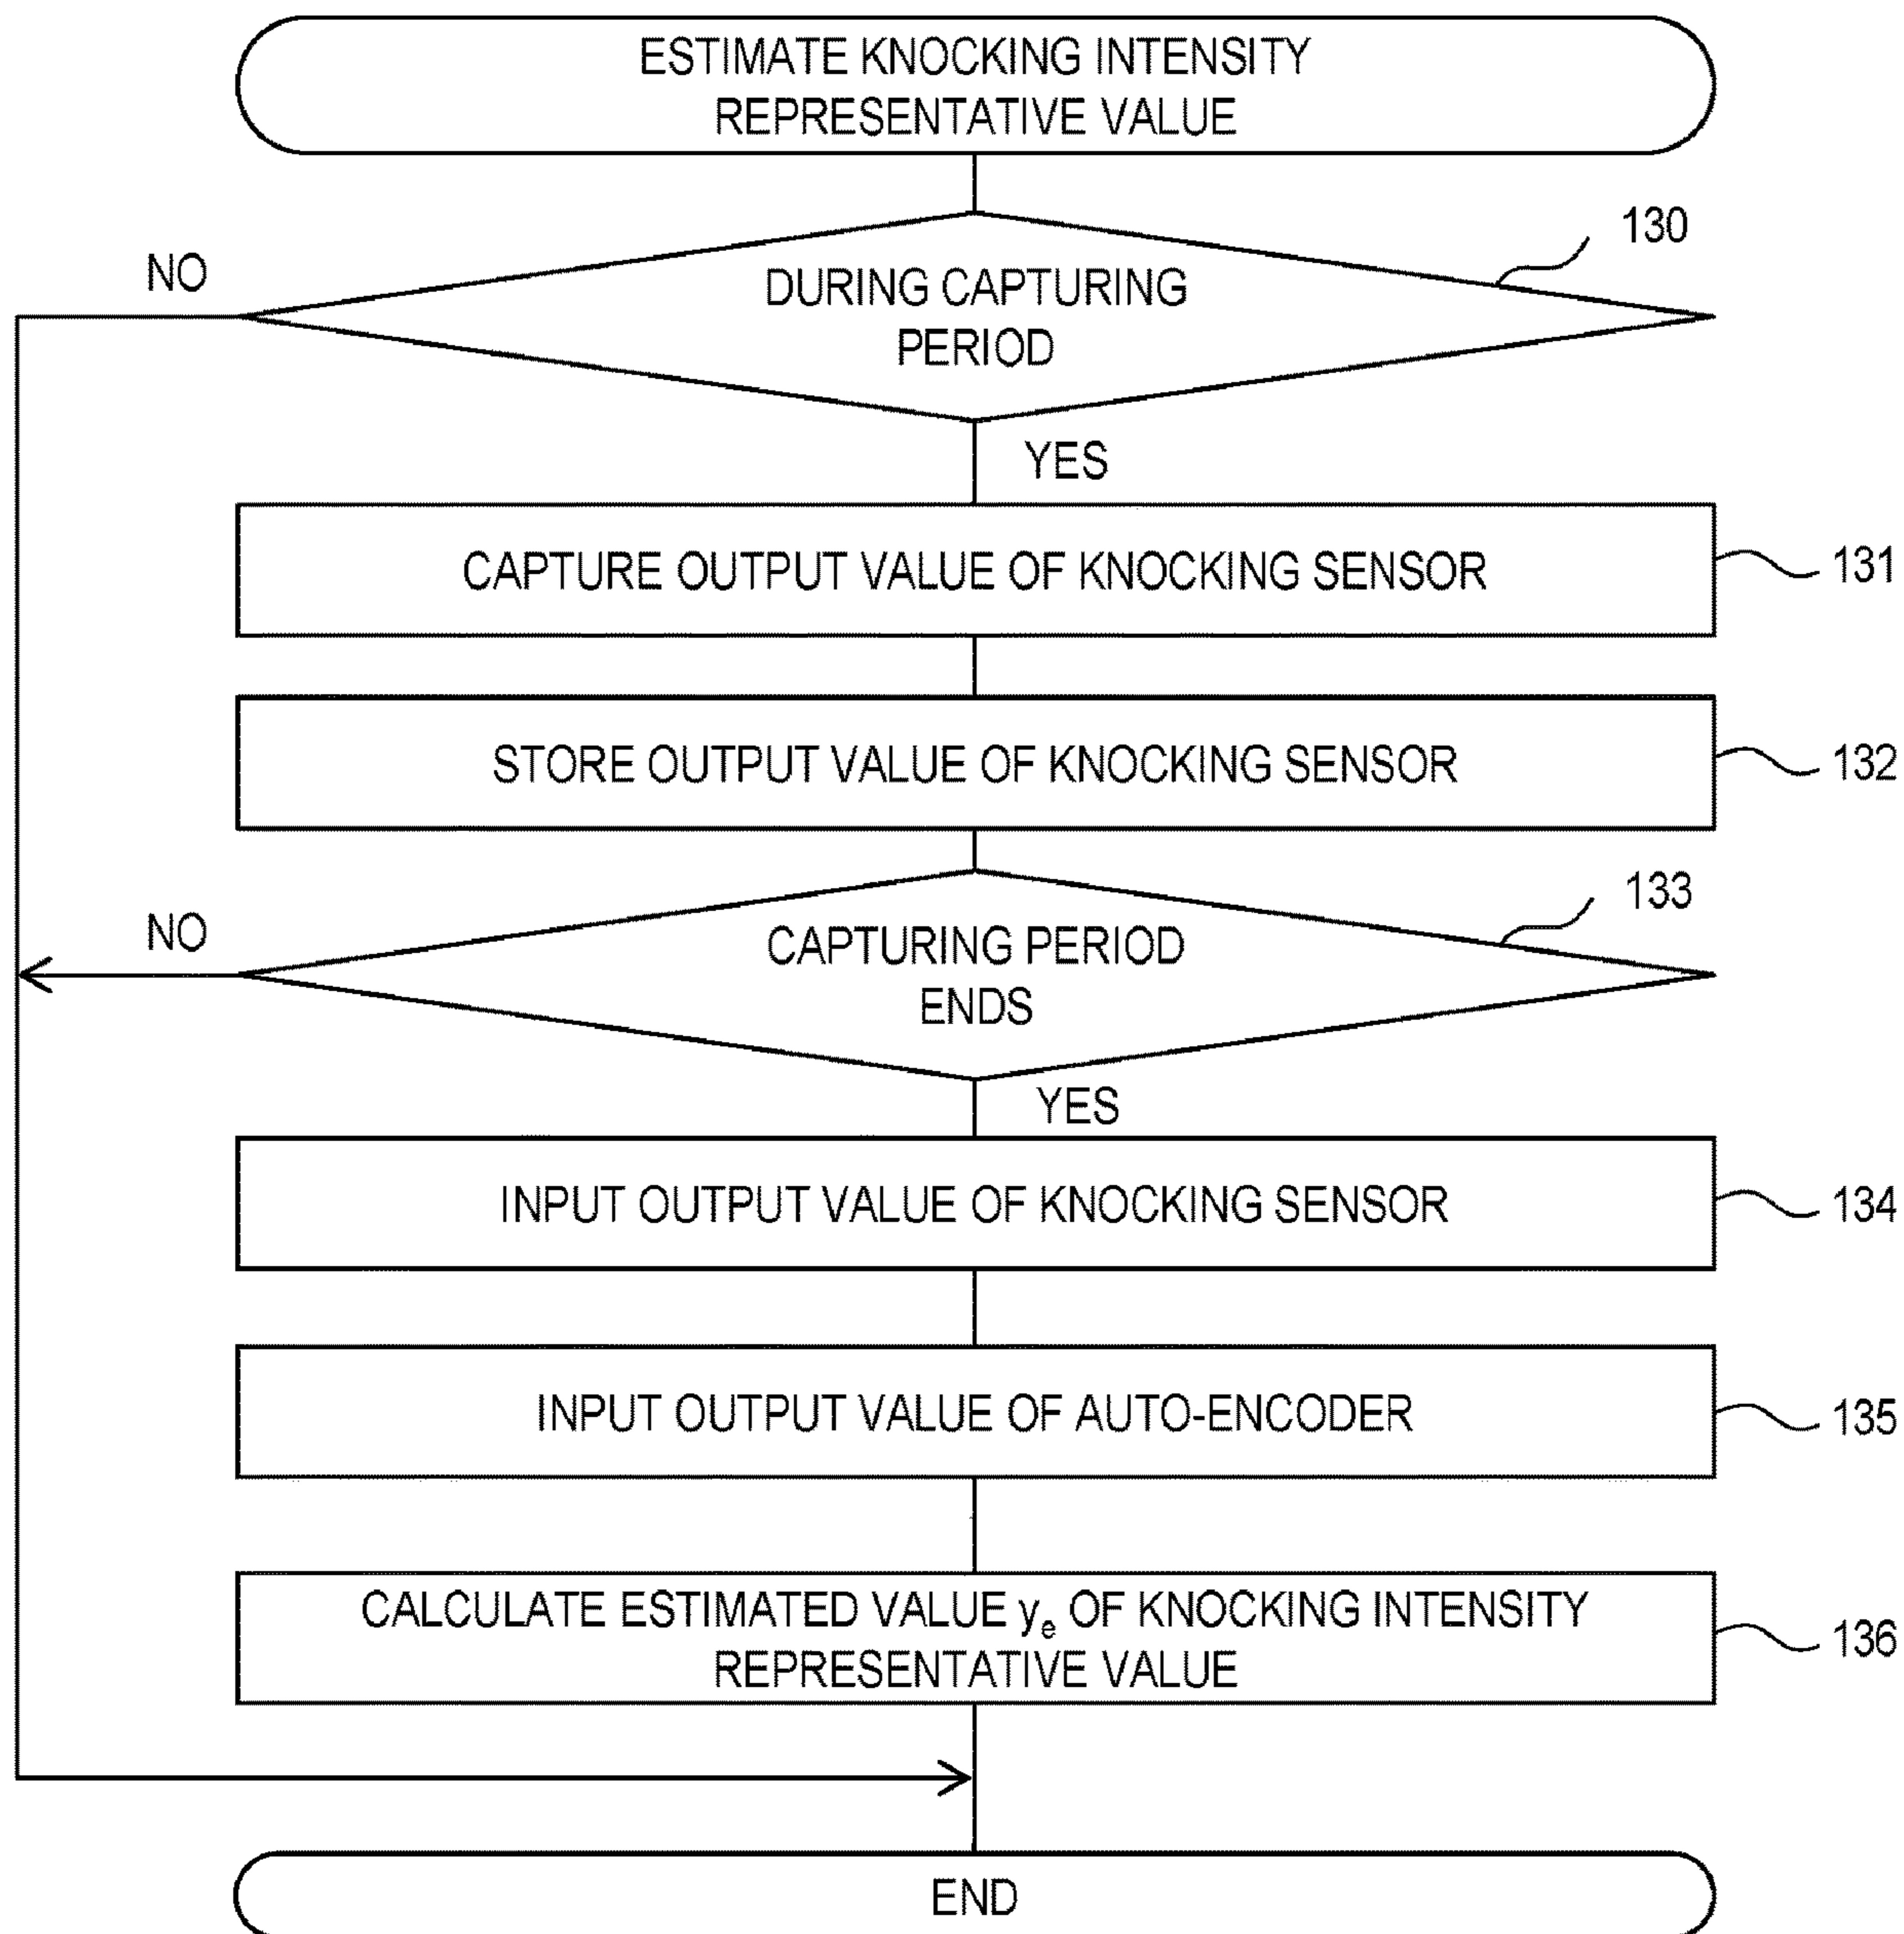 ESTIMATE KNOCKING INTENSITY
REPRESENTATIVE VALUE
130
NO
DURING CAPTURING
PERIOD
YES
CAPTURE OUTPUT VALUE OF KNOCKING SENSOR
131
STORE OUTPUT VALUE OF KNOCKING SENSOR
132
133
NO
CAPTURING PERIOD
ENDS
YES
INPUT OUTPUT VALUE OF KNOCKING SENSOR
134
INPUT OUTPUT VALUE OF AUTO-ENCODER
135
CALCULATE ESTIMATED VALUE yₑ OF KNOCKING INTENSITY
REPRESENTATIVE VALUE
136
END